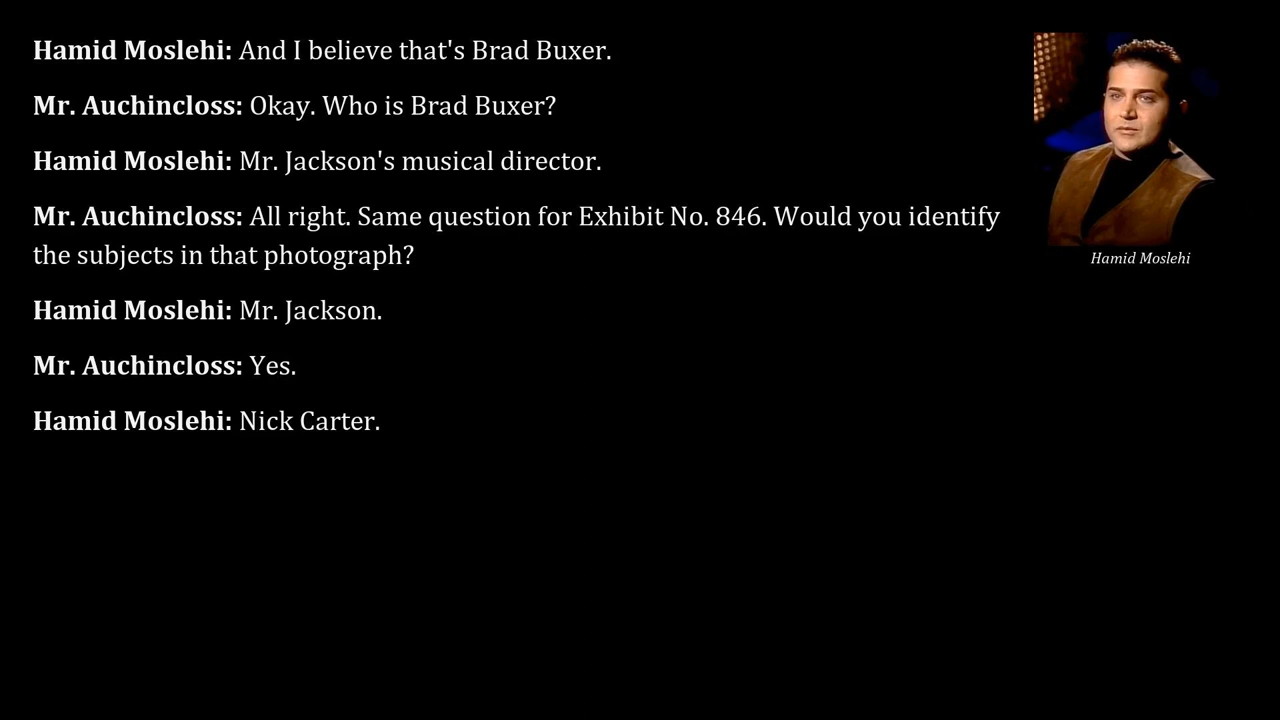 Hamid Moslehi: And I believe that's Brad Buxer.
Mr. Auchincloss: Okay. Who is Brad Buxer?
Hamid Moslehi: Mr. Jackson's musical director.
Mr. Auchincloss: All right. Same question for Exhibit No. 846. Would you identify
the subjects in that photograph?
Hamid Moslehi: Mr. Jackson.
Mr. Auchincloss: Yes.
Hamid Moslehi: Nick Carter.
Hamid Moslehi